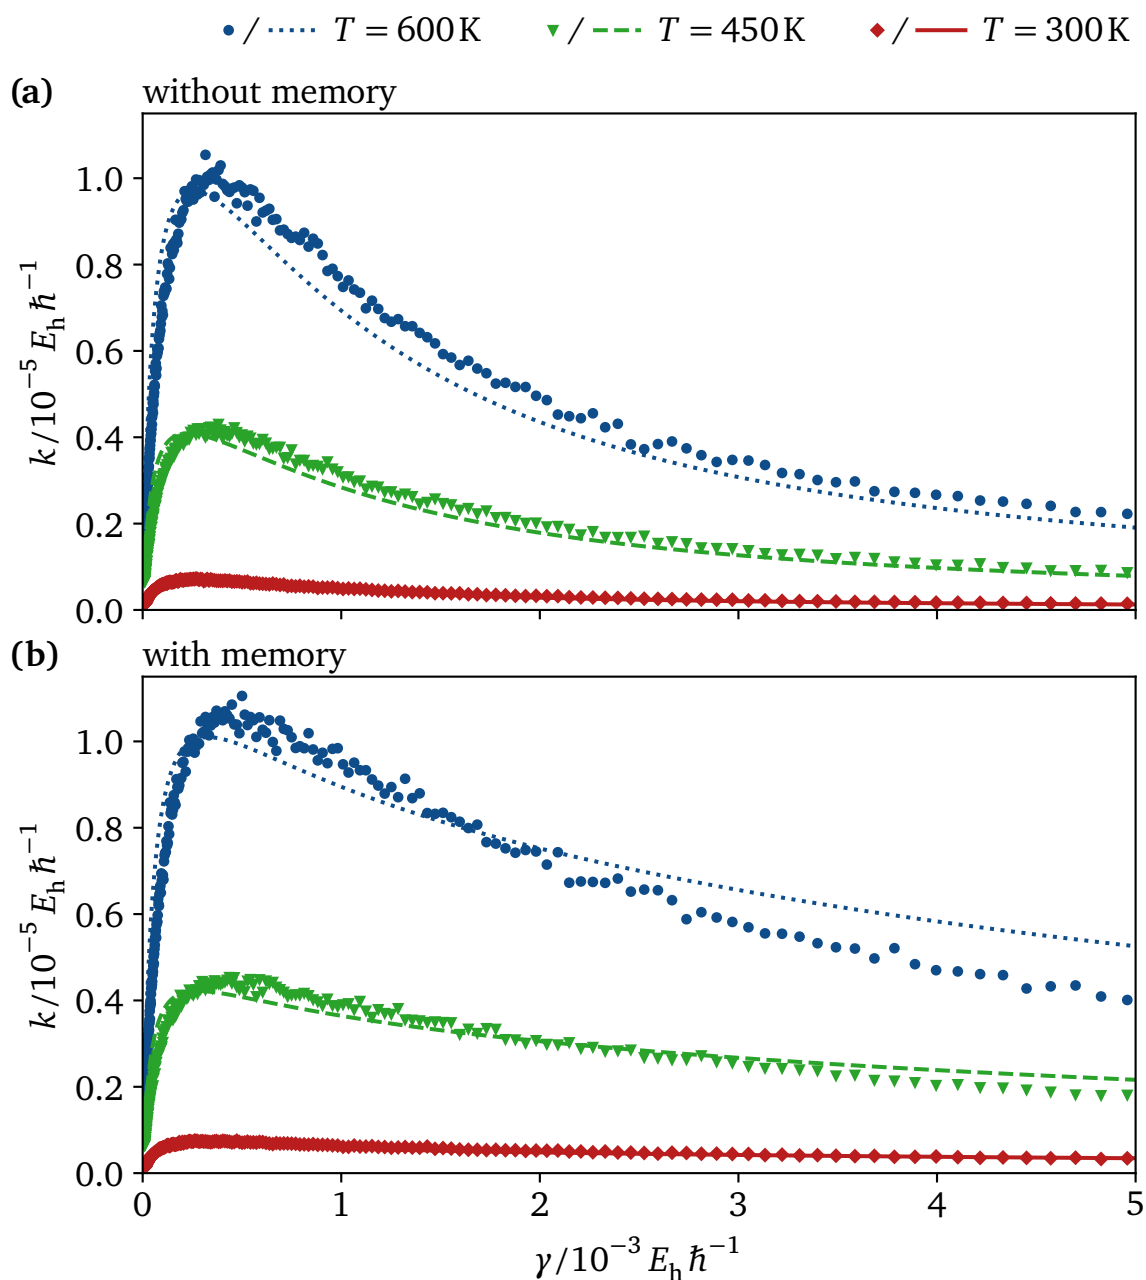 / T = 600 K / T = 450 K / T = 300 K
(a) without memory
1.0
0.8
0.6
0.4
0.2
0.0
k/10⁻⁵ Eₕ ℏ⁻¹
(b) with memory
1.0
0.8
0.6
0.4
0.2
0.0
k/10⁻⁵ Eₕ ℏ⁻¹
0 1 2 3 4 5
γ/10⁻³ Eₕ ℏ⁻¹